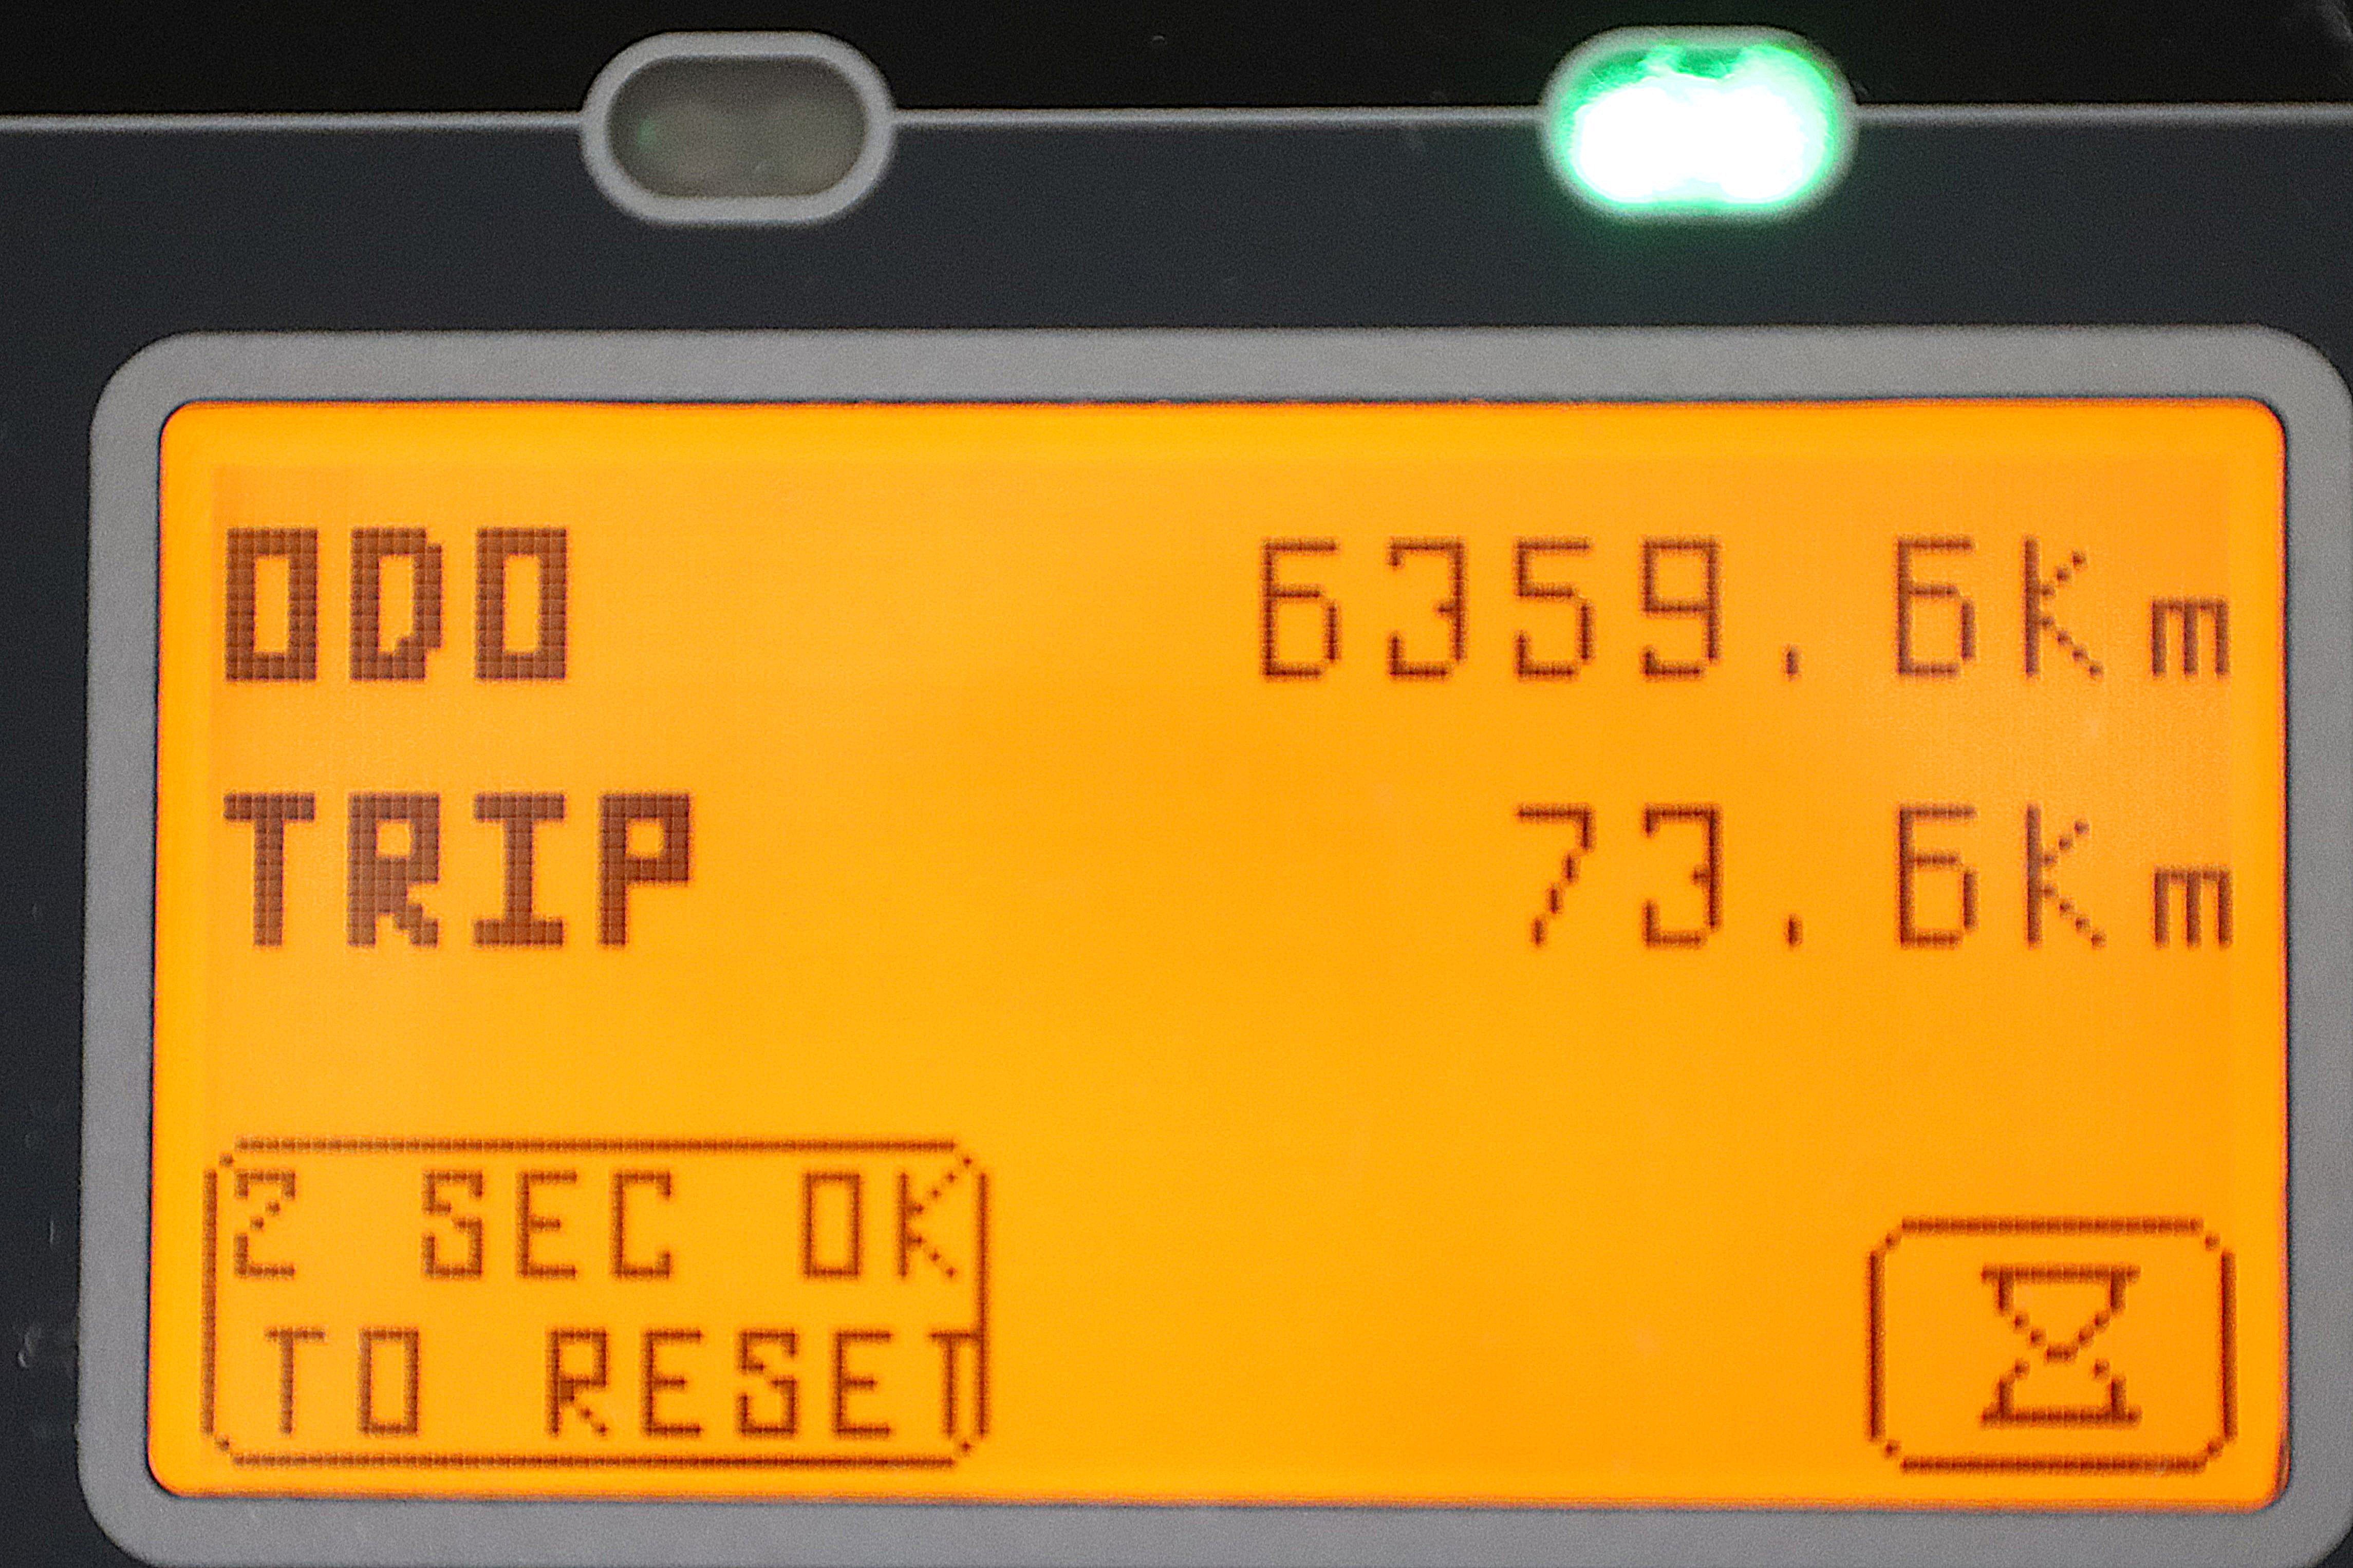 ODO 6359.6Km
TRIP 73.6Km
2 SEC OK
TO RESET